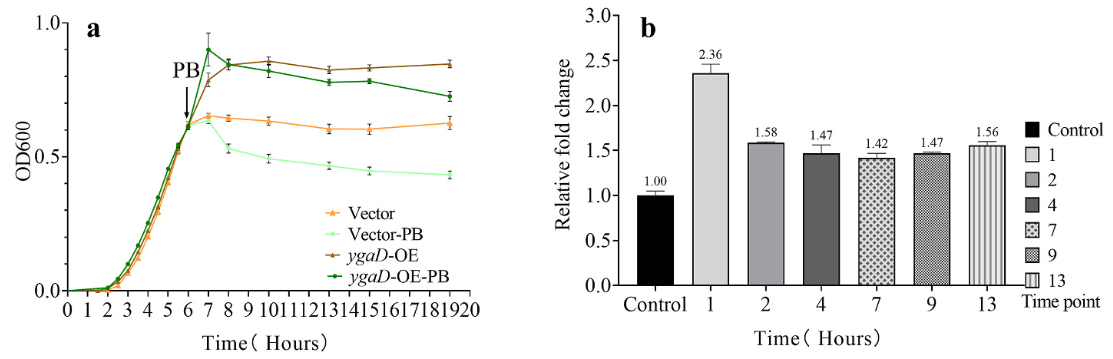 a
1.0
0.5
0.0
OD600
PB
Vector
Vector-PB
ygaD-OE
ygaD-OE-PB
0 1 2 3 4 5 6 7 8 9 10 11 12 13 14 15 16 17 18 19 20
Time( Hours)
b
3.0
2.5
2.0
1.5
1.0
0.5
0.0
Relative fold change
1.00
2.36
1.58
1.47
1.42
1.47
1.56
Control 1 2 4 7 9 13
Time( Hours)
Control
1
2
4
7
9
13
Time point